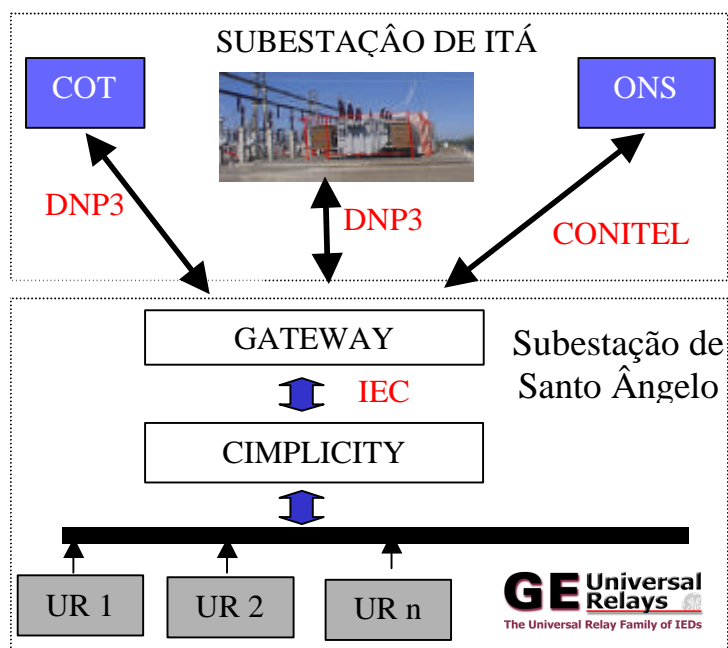 SUBESTAÇÂO DE ITÁ
COT
ONS
DNP3
DNP3
CONITEL
GATEWAY
Subestação de
Santo Ângelo
IEC
CIMPLICITY
UR 1
UR 2
UR n
GE Universal
Relays
The Universal Relay Family of IEDs